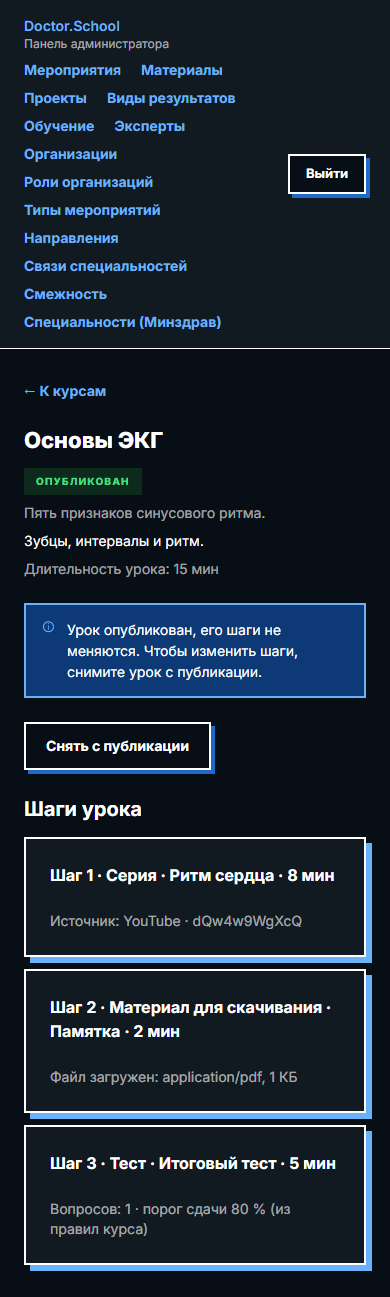 Doctor.School
Панель администратора
Мероприятия Материалы
Проекты Виды результатов
Обучение Эксперты
Организации
Выйти
Роли организаций
Типы мероприятий
Направления
Связи специальностей
Смежность
Специальности (Минздрав)
← К курсам
Основы ЭКГ
ОПУБЛИКОВАН
Пять признаков синусового ритма.
Зубцы, интервалы и ритм.
Длительность урока: 15 мин
Урок опубликован, его шаги не
меняются. Чтобы изменить шаги,
снимите урок с публикации.
Снять с публикации
Шаги урока
Шаг 1 · Серия · Ритм сердца · 8 мин
Источник: YouTube · dQw4w9WgXcQ
Шаг 2 · Материал для скачивания ·
Памятка · 2 мин
Файл загружен: application/pdf, 1 КБ
Шаг 3 · Тест · Итоговый тест · 5 мин
Вопросов: 1 · порог сдачи 80 % (из
правил курса)